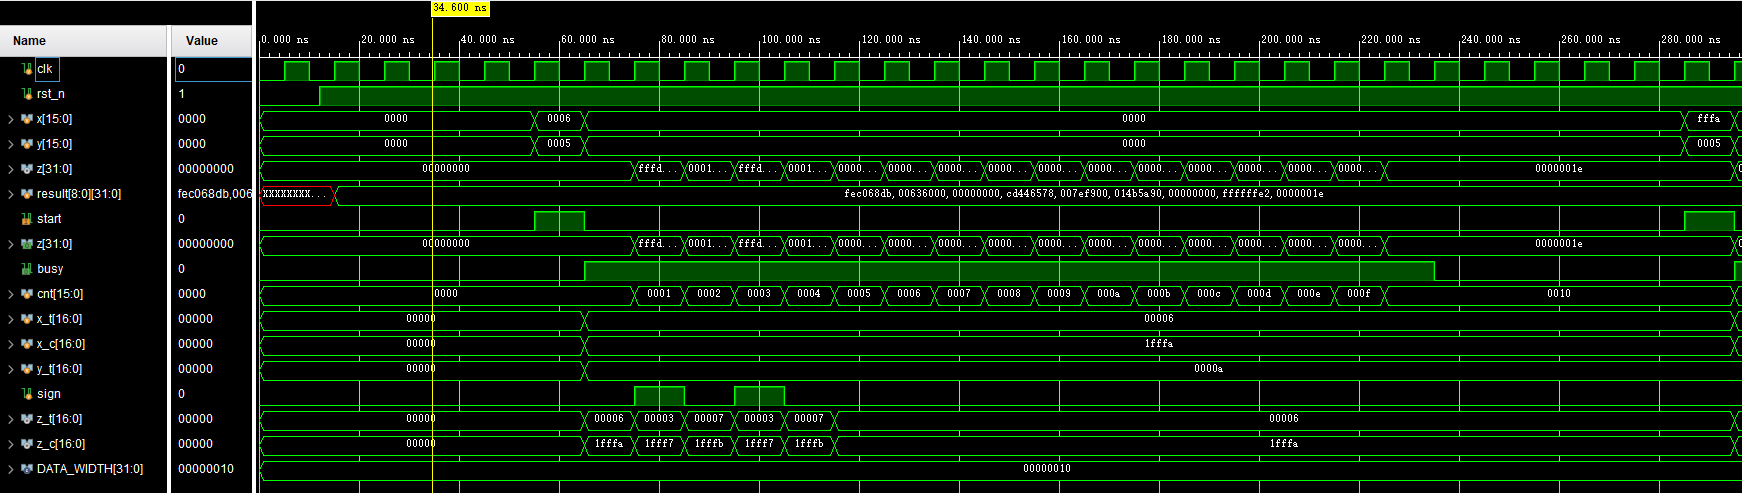 34.600 ns
Name Value
0.000 ns 20.000 ns 40.000 ns 60.000 ns 80.000 ns 100.000 ns 120.000 ns 140.000 ns 160.000 ns 180.000 ns 200.000 ns 220.000 ns 240.000 ns 260.000 ns 280.000 ns
clk 0
rst_n 1
x[15:0] 0000 0000 0006 0000 fffa
y[15:0] 0000 0000 0005 0000 0005
z[31:0] 00000000 00000000 fffd... 0001... fffd... 0001... 0000... 0000... 0000... 0000... 0000... 0000... 0000... 0000... 0000... 0000... 0000... 0000001e
result[8:0][31:0] fec068db,006 XXXXXXXX... fec068db,00636000,00000000,cd446578,007ef900,014b5a90,00000000,ffffffe2,0000001e
start 0
z[31:0] 00000000 00000000 fffd... 0001... fffd... 0001... 0000... 0000... 0000... 0000... 0000... 0000... 0000... 0000... 0000... 0000... 0000... 0000001e
busy 0
cnt[15:0] 0000 0000 0001 0002 0003 0004 0005 0006 0007 0008 0009 000a 000b 000c 000d 000e 000f 0010
x_t[16:0] 00000 00000 00006
x_c[16:0] 00000 00000 1fffa
y_t[16:0] 00000 00000 0000a
sign 0
z_t[16:0] 00000 00000 00006 00003 00007 00003 00007 00006
z_c[16:0] 00000 00000 1fffa 1fff7 1fffb 1fff7 1fffb 1fffa
DATA_WIDTH[31:0] 00000010 00000010